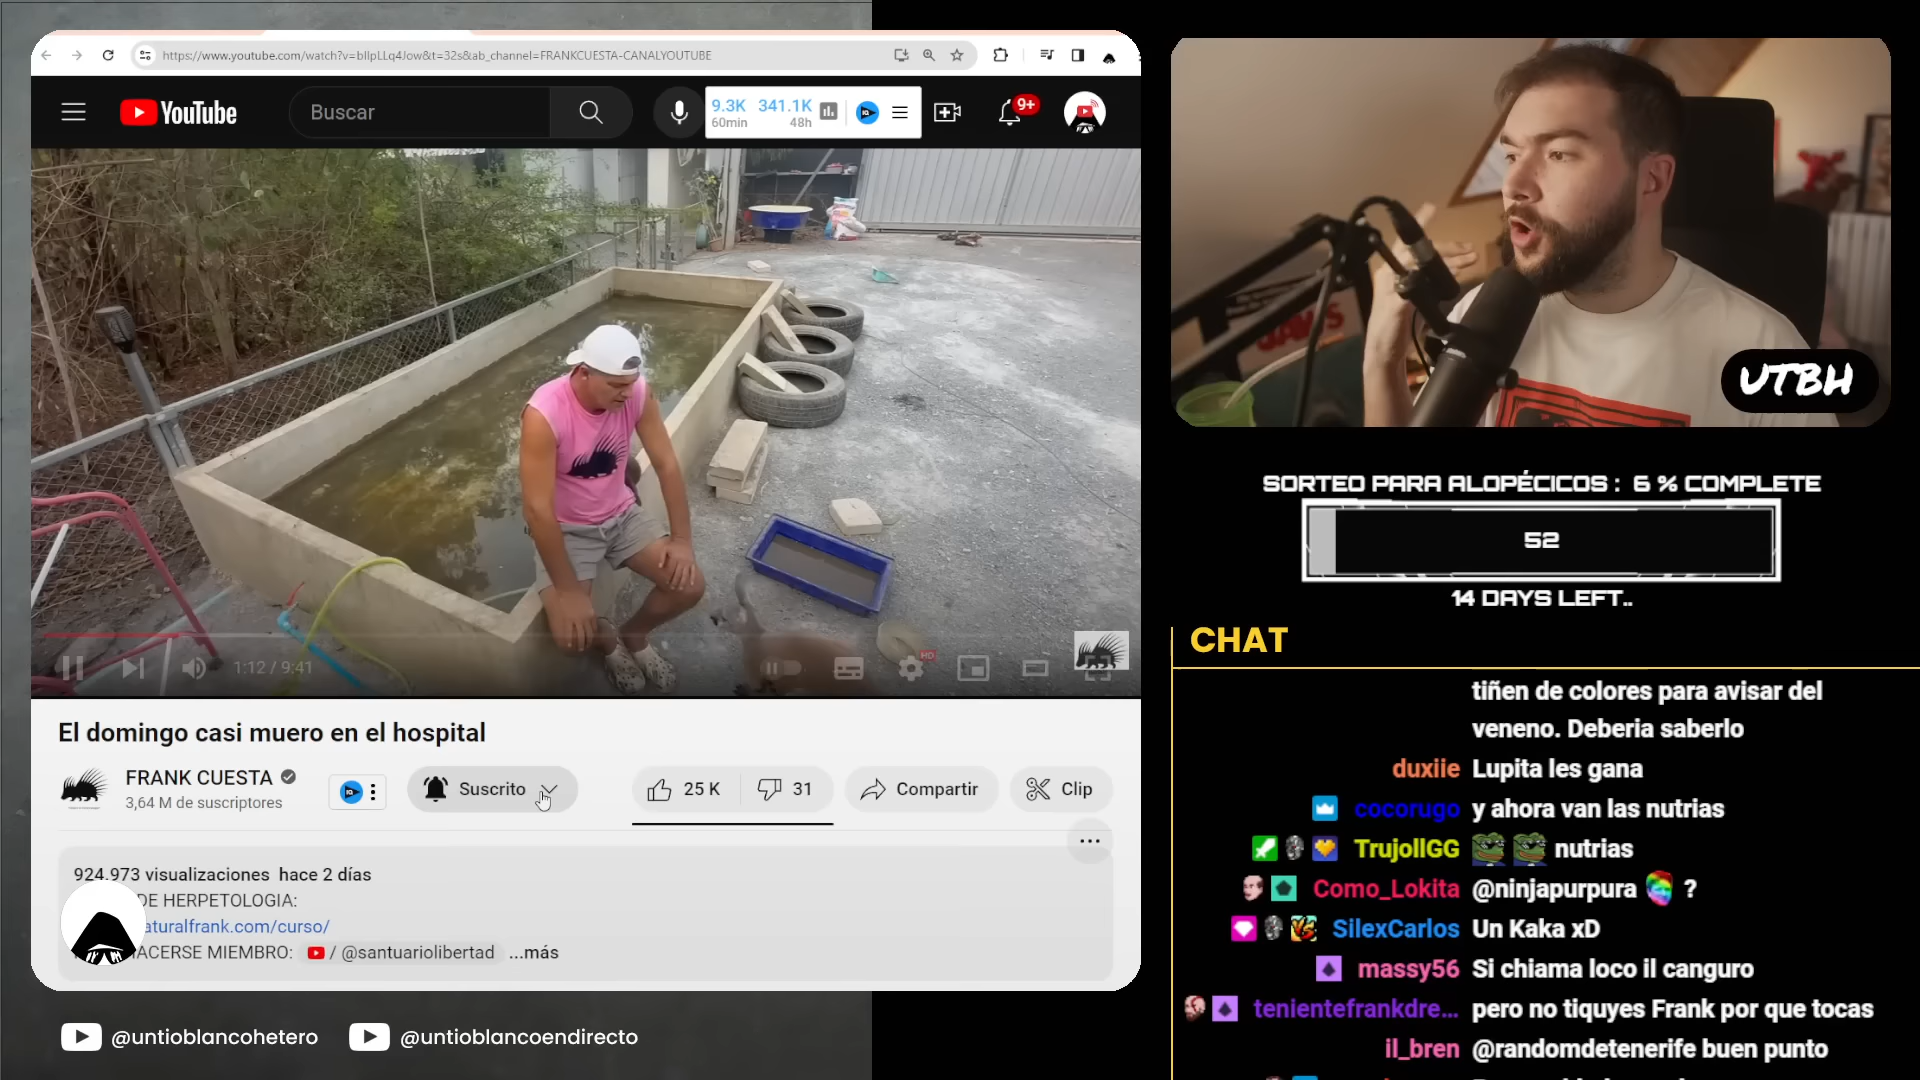 https://www.youtube.com/watch?v=bIlpLLq4Jow&t=32s&ab_channel=FRANKCUESTA-CANALYOUTUBE
YouTube
Buscar
9.3K 341.1K
60min 48h
9+
1:12 / 9:41
HD
El domingo casi muero en el hospital
FRANK CUESTA
3,64 M de suscriptores
Suscrito
25 K
31
Compartir
Clip
924.973 visualizaciones hace 2 días
DE HERPETOLOGIA:
aturalfrank.com/curso/
ACERSE MIEMBRO: / @santuariolibertad ...más
@untioblancohetero
@untioblancoendirecto
UTBH
SORTEO PARA ALOPÉCICOS : 6 % COMPLETE
52
14 DAYS LEFT..
CHAT
tiñen de colores para avisar del
veneno. Deberia saberlo
duxiie Lupita les gana
cocorugo y ahora van las nutrias
TrujollGG nutrias
Como_Lokita @ninjapurpura ?
SilexCarlos Un Kaka xD
massy56 Si chiama loco il canguro
tenientefrankdre... pero no tiquyes Frank por que tocas
il_bren @randomdetenerife buen punto